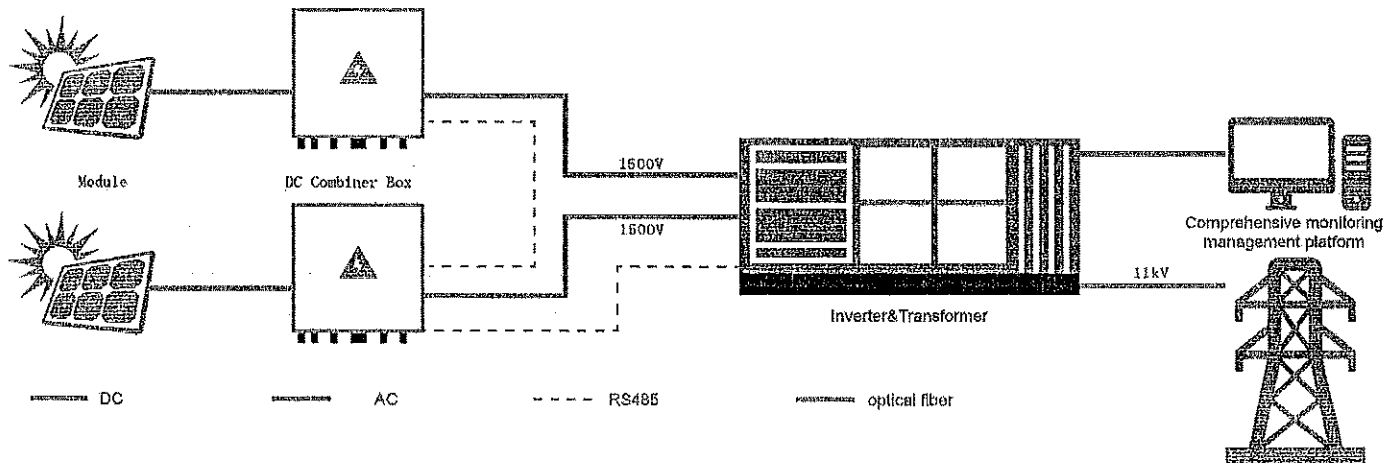 Module
DC Combiner Box
1500V
1500V
Inverter&Transformer
Comprehensive monitoring
management platform
11kV
DC
AC
RS485
optical fiber